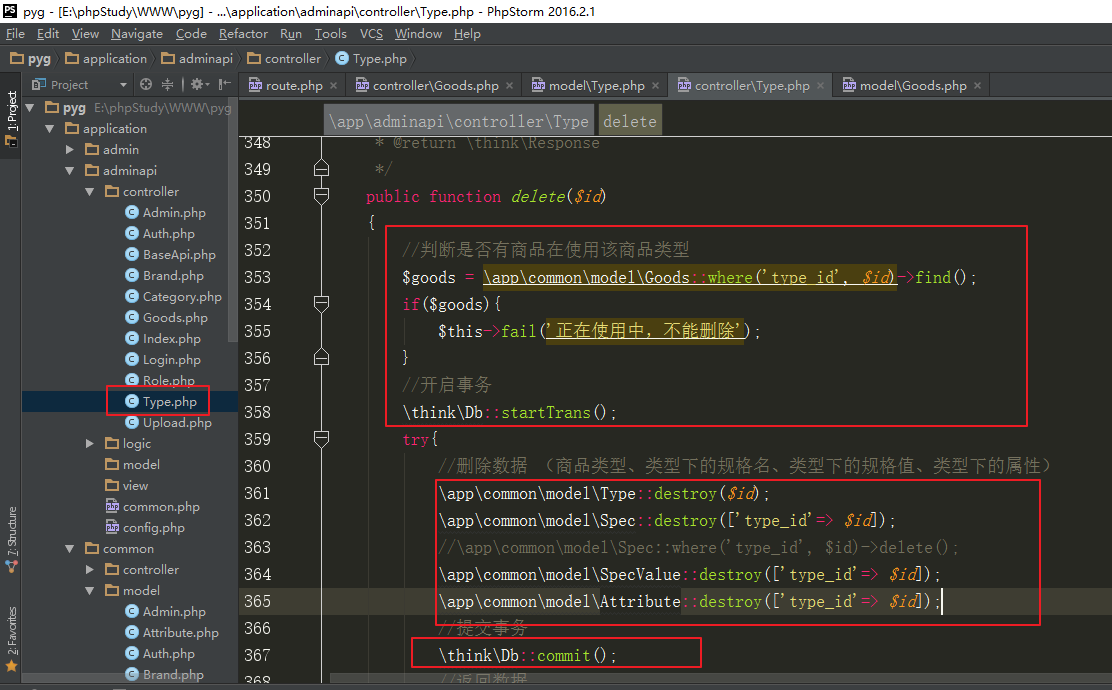 pyg - [E:\phpStudy\WWW\pyg] - ...\application\adminapi\controller\Type.php - PhpStorm 2016.2.1
File Edit View Navigate Code Refactor Run Tools VCS Window Help
pyg application adminapi controller Type.php
Project
route.php controller\Goods.php model\Type.php controller\Type.php model\Goods.php
1: Project
7: Structure
2: Favorites
pyg E:\phpStudy\WWW\pyg
application
admin
adminapi
controller
Admin.php
Auth.php
BaseApi.php
Brand.php
Category.php
Goods.php
Index.php
Login.php
Role.php
Type.php
Upload.php
logic
model
view
common.php
config.php
common
controller
model
Admin.php
Attribute.php
Auth.php
Brand.php
\app\adminapi\controller\Type delete
348 * @return \think\Response
349 */
350 public function delete($id)
351 {
352 //判断是否有商品在使用该商品类型
353 $goods = \app\common\model\Goods::where('type_id', $id)->find();
354 if($goods){
355 $this->fail('正在使用中，不能删除');
356 }
357 //开启事务
358 \think\Db::startTrans();
359 try{
360 //删除数据 （商品类型、类型下的规格名、类型下的规格值、类型下的属性）
361 \app\common\model\Type::destroy($id);
362 \app\common\model\Spec::destroy(['type_id'=> $id]);
363 //\app\common\model\Spec::where('type_id', $id)->delete();
364 \app\common\model\SpecValue::destroy(['type_id'=> $id]);
365 \app\common\model\Attribute::destroy(['type_id'=> $id]);
366 //提交事务
367 \think\Db::commit();
368 //返回数据